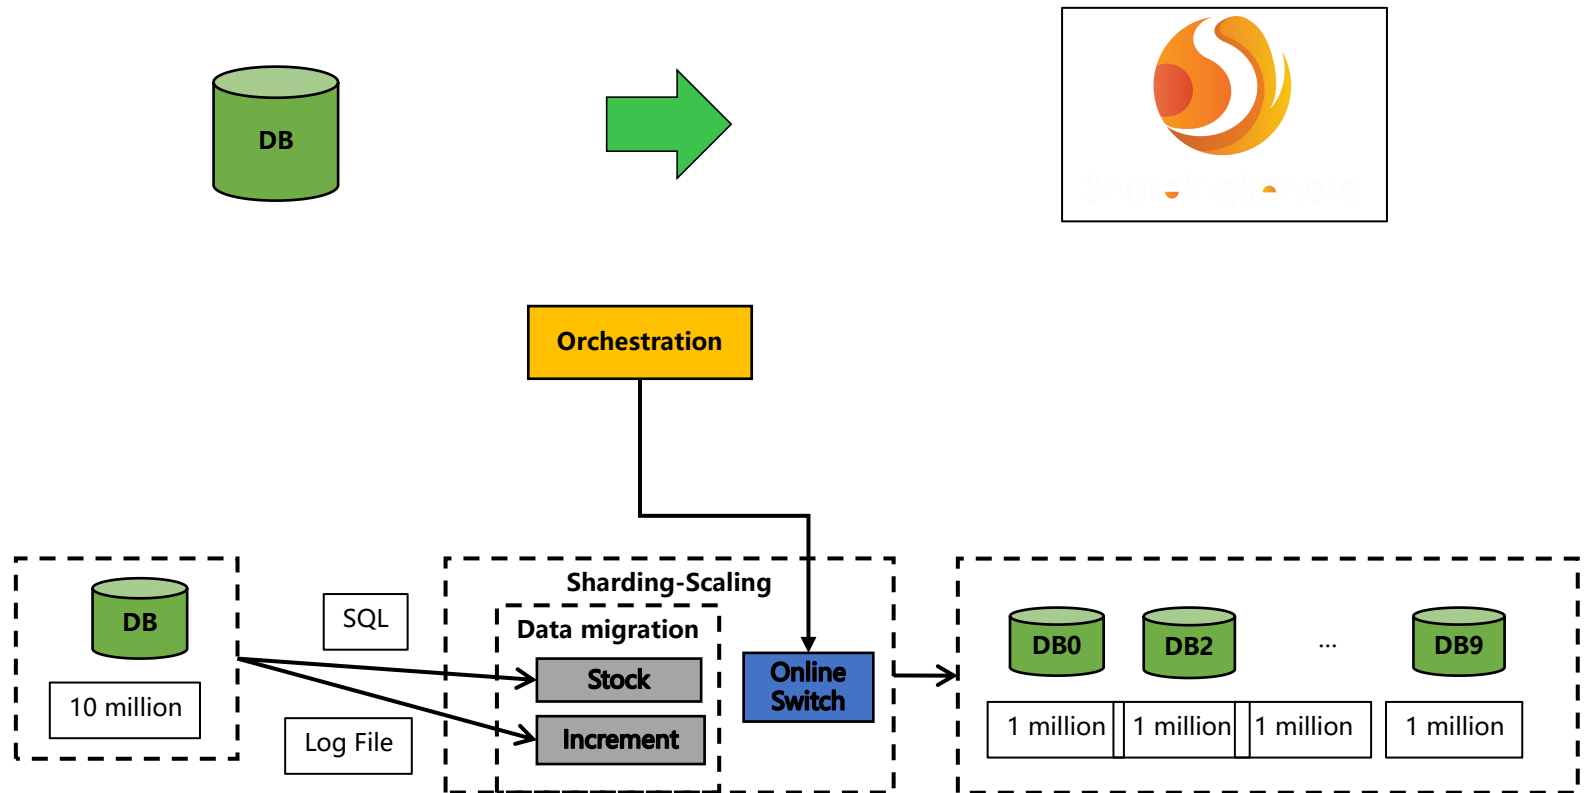 DB
ShardingSphere
Orchestration
Sharding-Scaling
Data migration
DB
SQL
Stock
Increment
Online
Switch
10 million
Log File
DB0
DB2
...
DB9
1 million
1 million
1 million
1 million